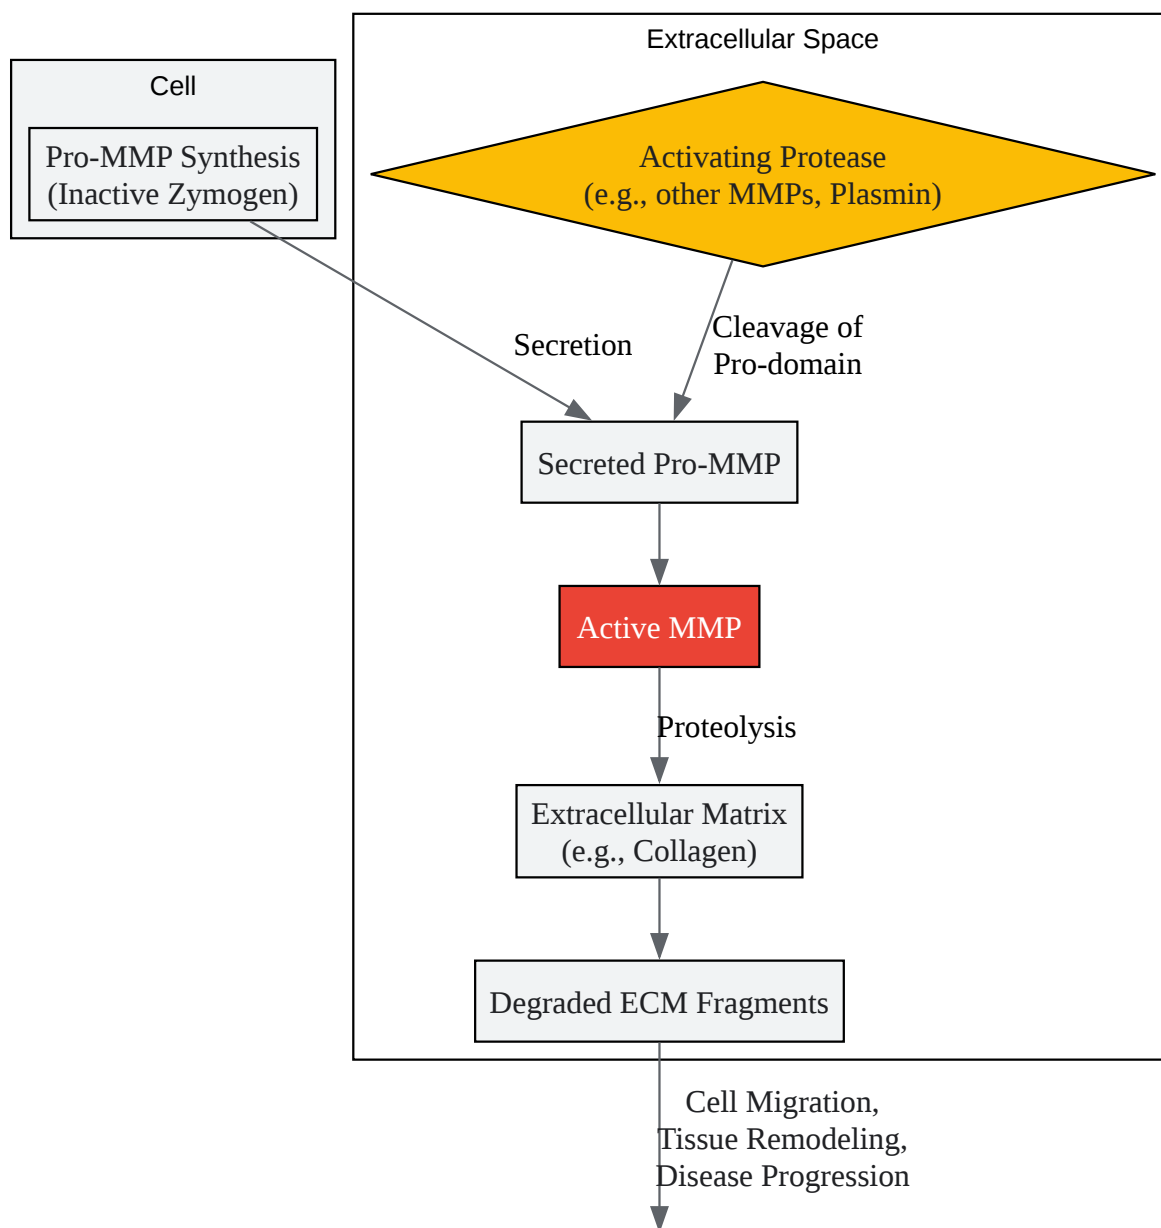 Extracellular Space
Cell
Pro-MMP Synthesis
(Inactive Zymogen)
Activating Protease
(e.g., other MMPs, Plasmin)
Secretion
Cleavage of
Pro-domain
Secreted Pro-MMP
Active MMP
Proteolysis
Extracellular Matrix
(e.g., Collagen)
Degraded ECM Fragments
Cell Migration,
Tissue Remodeling,
Disease Progression